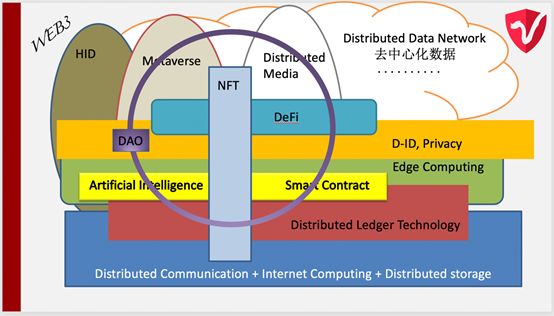 WEB3
HID
Metaverse
Distributed
Media
Distributed Data Network
去中心化数据
..........
NFT
DeFi
DAO
D-ID, Privacy
Edge Computing
Artificial Intelligence
Smart Contract
Distributed Ledger Technology
Distributed Communication + Internet Computing + Distributed storage